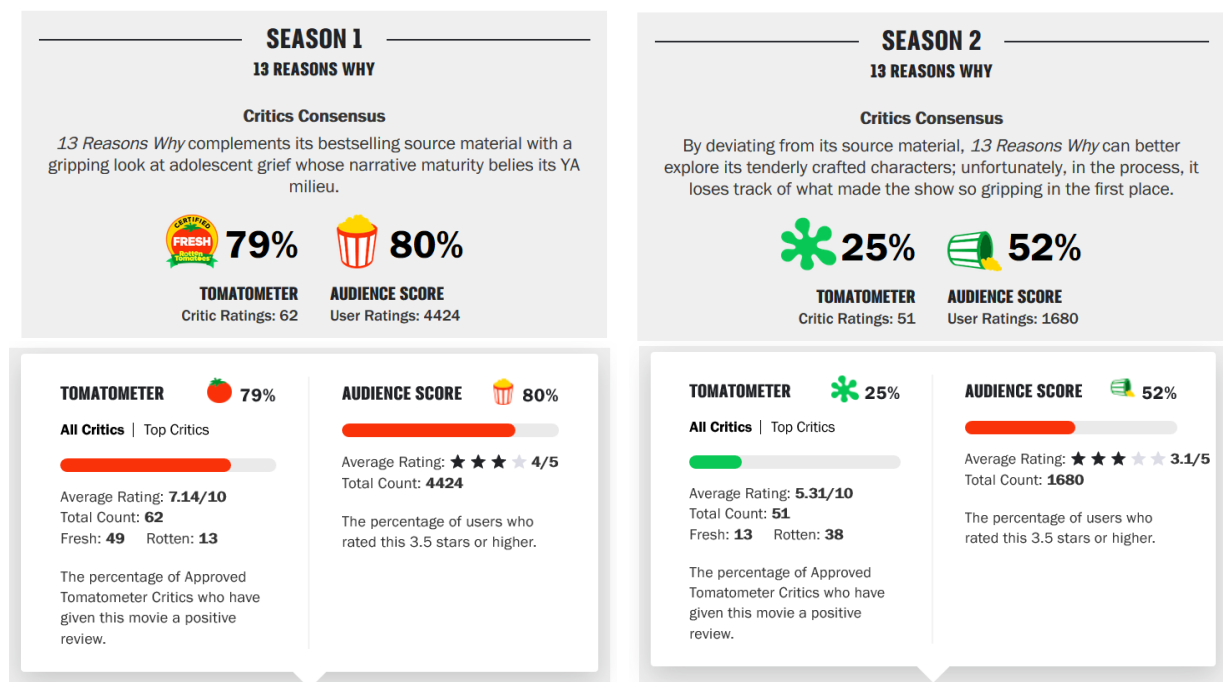 SEASON 1
13 REASONS WHY
Critics Consensus
13 Reasons Why complements its bestselling source material with a
gripping look at adolescent grief whose narrative maturity belies its YA
milieu.
CERTIFIED
FRESH
Rotten
Tomatoes
79%
80%
TOMATOMETER
AUDIENCE SCORE
Critic Ratings: 62
User Ratings: 4424
TOMATOMETER
79%
All Critics | Top Critics
Average Rating: 7.14/10
Total Count: 62
Fresh: 49 Rotten: 13
The percentage of Approved
Tomatometer Critics who have
given this movie a positive
review.
AUDIENCE SCORE
80%
Average Rating: ★ ★ ★ ★ 4/5
Total Count: 4424
The percentage of users who
rated this 3.5 stars or higher.
SEASON 2
13 REASONS WHY
Critics Consensus
By deviating from its source material, 13 Reasons Why can better
explore its tenderly crafted characters; unfortunately, in the process, it
loses track of what made the show so gripping in the first place.
25%
52%
TOMATOMETER
AUDIENCE SCORE
Critic Ratings: 51
User Ratings: 1680
TOMATOMETER
25%
All Critics | Top Critics
Average Rating: 5.31/10
Total Count: 51
Fresh: 13 Rotten: 38
The percentage of Approved
Tomatometer Critics who have
given this movie a positive
review.
AUDIENCE SCORE
52%
Average Rating: ★ ★ ★ ★ ★ 3.1/5
Total Count: 1680
The percentage of users who
rated this 3.5 stars or higher.